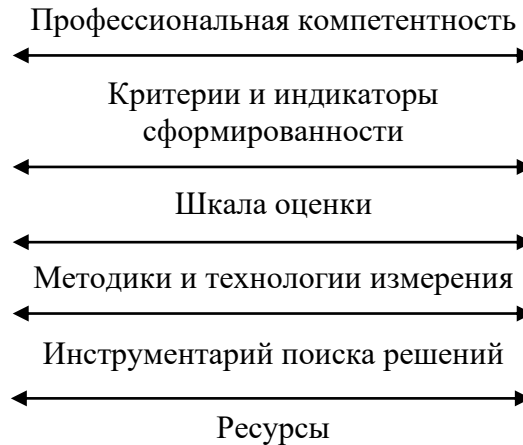 Профессиональная компетентность
Критерии и индикаторы
сформированности
Шкала оценки
Методики и технологии измерения
Инструментарий поиска решений
Ресурсы